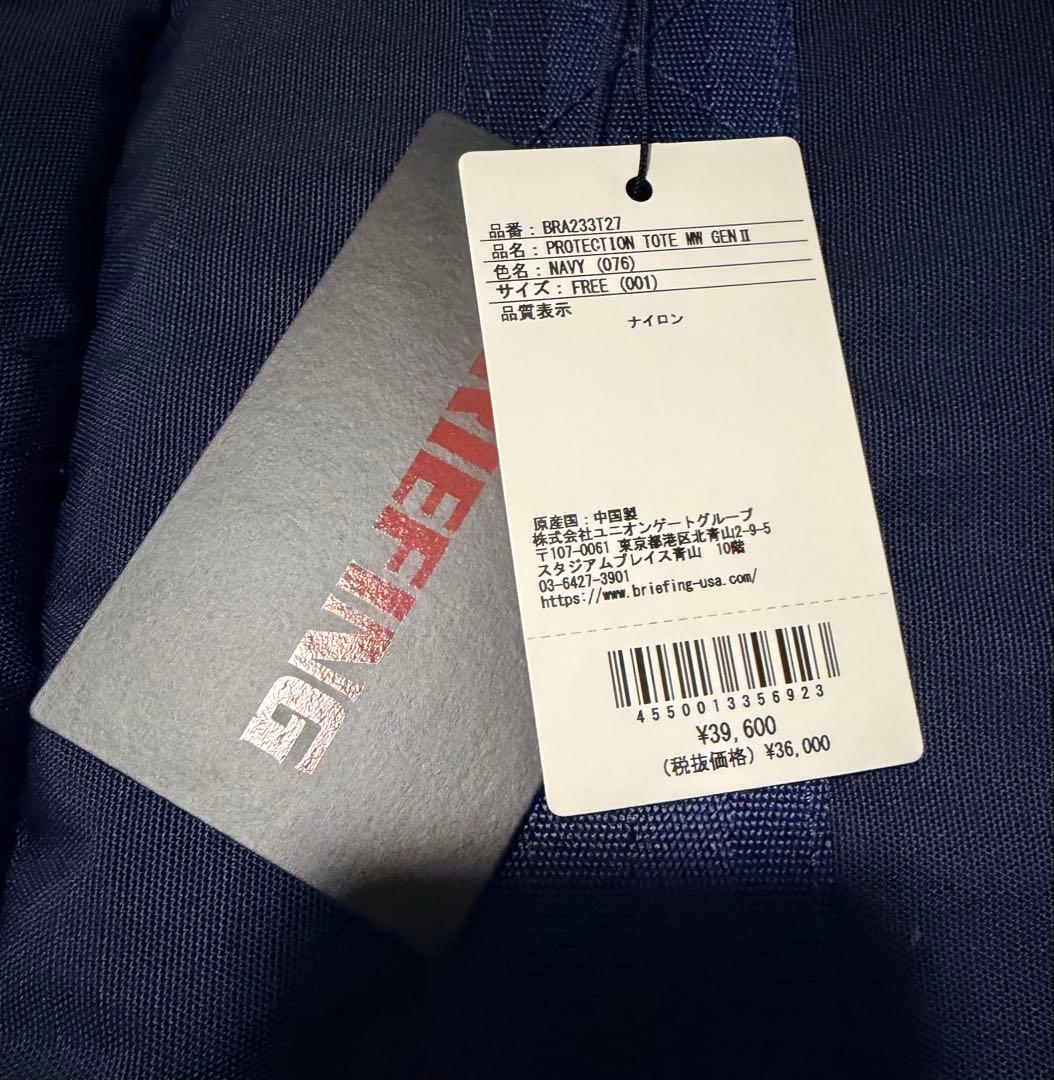 品番：BRA233T27
品名：PROTECTION TOTE MW GENⅡ
色名：NAVY (076)
サイズ：FREE (001)
品質表示
ナイロン
原産国：中国製
株式会社ユニオンゲートグループ
〒107-0061 東京都港区北青山2-9-5
スタジアムプレイス青山 10階
03-6427-3901
https://www.briefing-usa.com/
4550013356923
¥39,600
(税抜価格) ¥36,000
RIEFING